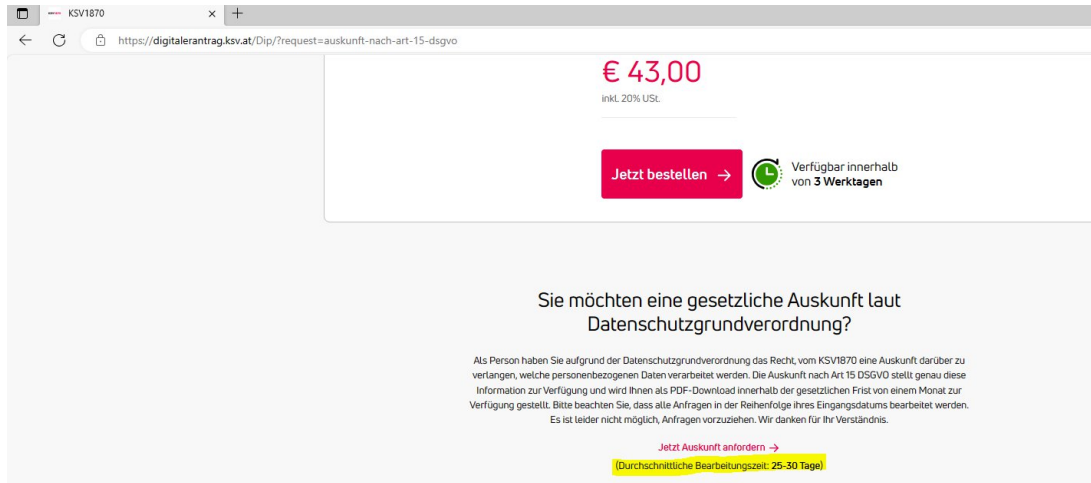 KSV1870
https://digitalerantrag.ksv.at/Dip/?request=auskunft-nach-art-15-dsgvo
€ 43,00
inkl. 20% USt.
Jetzt bestellen →
Verfügbar innerhalb
von 3 Werktagen
Sie möchten eine gesetzliche Auskunft laut
Datenschutzgrundverordnung?
Als Person haben Sie aufgrund der Datenschutzgrundverordnung das Recht, vom KSV1870 eine Auskunft darüber zu
verlangen, welche personenbezogenen Daten verarbeitet werden. Die Auskunft nach Art 15 DSGVO stellt genau diese
Information zur Verfügung und wird Ihnen als PDF-Download innerhalb der gesetzlichen Frist von einem Monat zur
Verfügung gestellt. Bitte beachten Sie, dass alle Anfragen in der Reihenfolge ihres Eingangsdatums bearbeitet werden.
Es ist leider nicht möglich, Anfragen vorzuziehen. Wir danken für Ihr Verständnis.
Jetzt Auskunft anfordern →
(Durchschnittliche Bearbeitungszeit: 25-30 Tage)